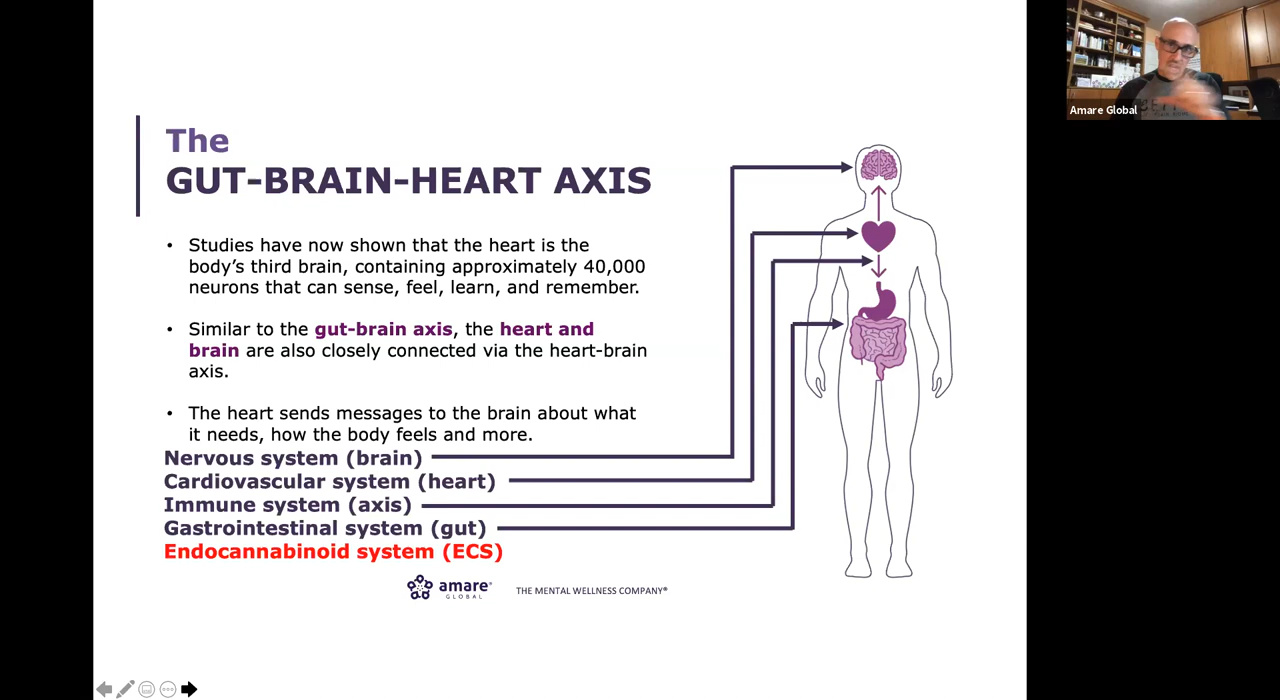 The
GUT-BRAIN-HEART AXIS
• Studies have now shown that the heart is the
body's third brain, containing approximately 40,000
neurons that can sense, feel, learn, and remember.
• Similar to the gut-brain axis, the heart and
brain are also closely connected via the heart-brain
axis.
• The heart sends messages to the brain about what
it needs, how the body feels and more.
Nervous system (brain)
Cardiovascular system (heart)
Immune system (axis)
Gastrointestinal system (gut)
Endocannabinoid system (ECS)
amare®
GLOBAL
THE MENTAL WELLNESS COMPANY®
Amare Global